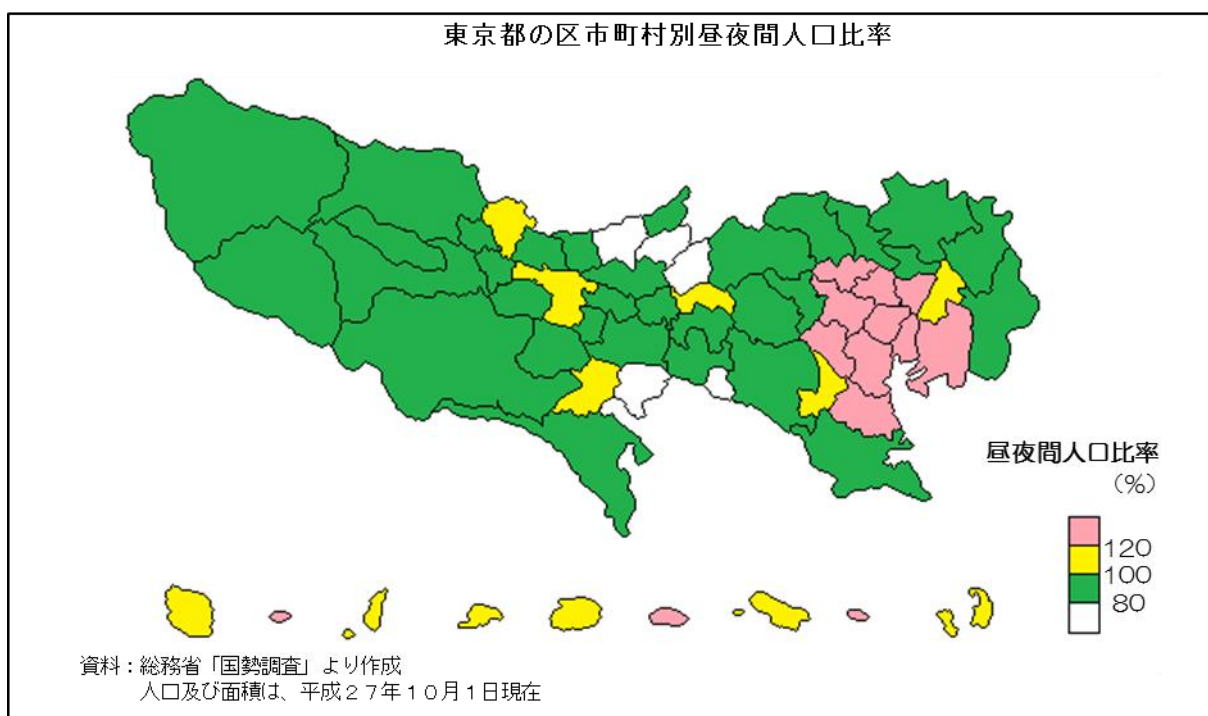 東京都の区市町村別昼夜間人口比率
昼夜間人口比率
(%)
120
100
80
資料：総務省「国勢調査」より作成
人口及び面積は、平成２７年１０月１日現在